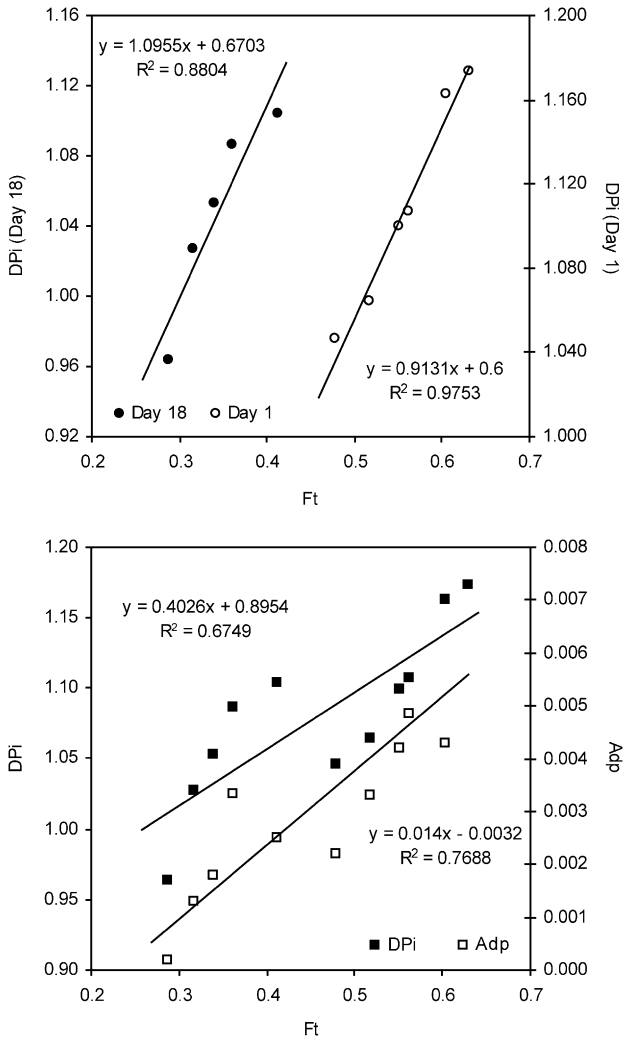 1.16
1.200
y = 1.0955x + 0.6703
R² = 0.8804
1.12
1.160
1.08
1.120
DPi (Day 18)
DPi (Day 1)
1.04
1.080
1.00
0.96
1.040
y = 0.9131x + 0.6
R² = 0.9753
Day 18 Day 1
0.92
1.000
0.2 0.3 0.4 0.5 0.6 0.7
Ft
1.20
0.008
y = 0.4026x + 0.8954
R² = 0.6749
0.007
1.15
0.006
1.10
0.005
DPi
Adp
1.05
0.004
0.003
1.00
y = 0.014x - 0.0032
R² = 0.7688
0.002
0.95
0.001
DPi Adp
0.90
0.000
0.2 0.3 0.4 0.5 0.6 0.7
Ft